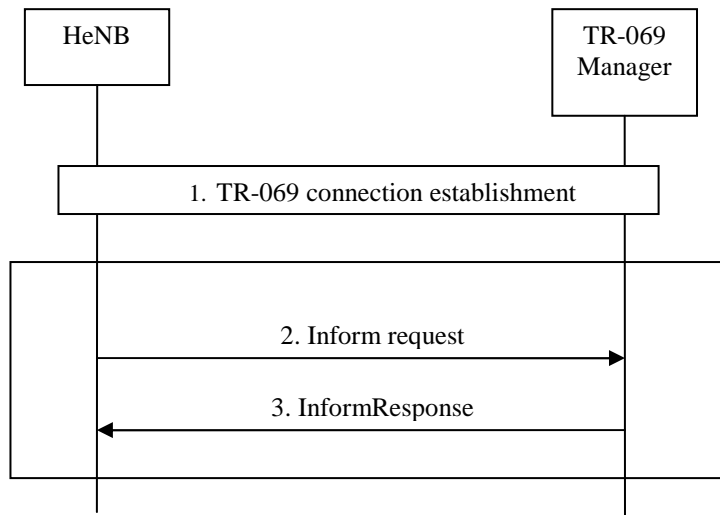 HeNB
TR-069
Manager
1. TR-069 connection establishment
2. Inform request
3. InformResponse